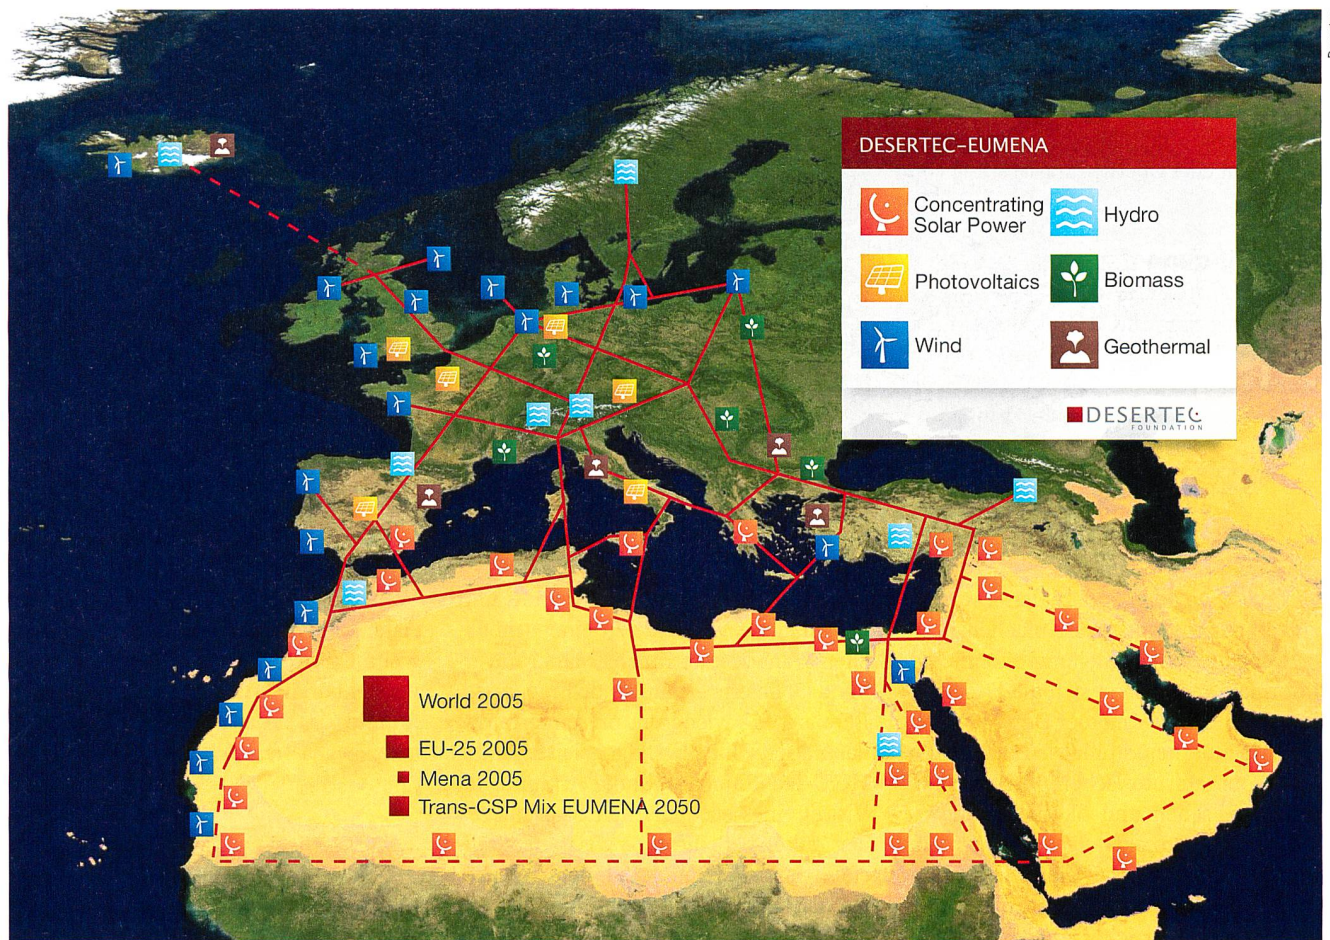 DESERTEC–EUMENA
Concentrating
Solar Power
Hydro
Photovoltaics
Biomass
Wind
Geothermal
DESERTEC
FOUNDATION
World 2005
EU-25 2005
Mena 2005
Trans-CSP Mix EUMENA 2050